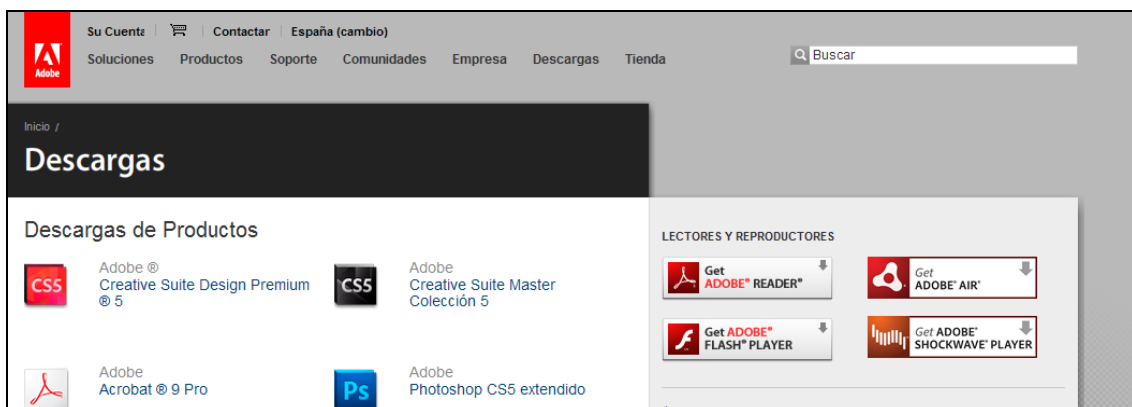 Su Cuenta Contactar España (cambio)
Adobe
Soluciones Productos Soporte Comunidades Empresa Descargas Tienda
Buscar
Inicio /
Descargas
Descargas de Productos
CS5
Adobe ®
Creative Suite Design Premium
® 5
CS5
Adobe
Creative Suite Master
Colección 5
Adobe
Acrobat ® 9 Pro
Ps
Adobe
Photoshop CS5 extendido
LECTORES Y REPRODUCTORES
Get
ADOBE® READER®
Get
ADOBE® AIR®
Get ADOBE®
FLASH® PLAYER
Get ADOBE®
SHOCKWAVE® PLAYER